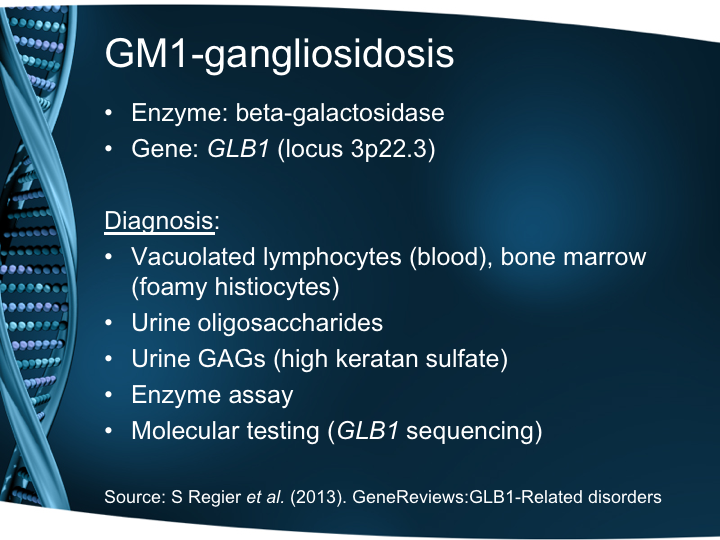 GM1-gangliosidosis
• Enzyme: beta-galactosidase
• Gene: GLB1 (locus 3p22.3)
Diagnosis:
• Vacuolated lymphocytes (blood), bone marrow
(foamy histiocytes)
• Urine oligosaccharides
• Urine GAGs (high keratan sulfate)
• Enzyme assay
• Molecular testing (GLB1 sequencing)
Source: S Regier et al. (2013). GeneReviews:GLB1-Related disorders